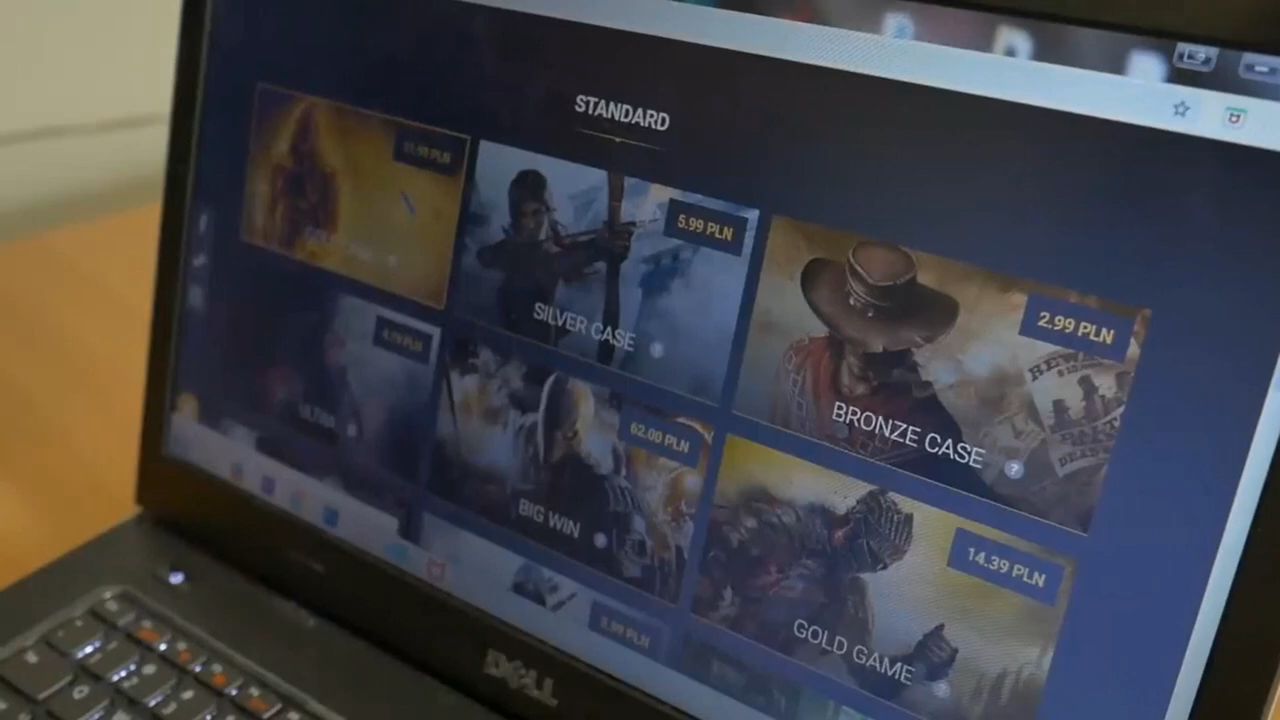 STANDARD
5.99 PLN
SILVER CASE
2.99 PLN
BRONZE CASE
?
62.00 PLN
BIG WIN
14.39 PLN
GOLD GAME
DELL